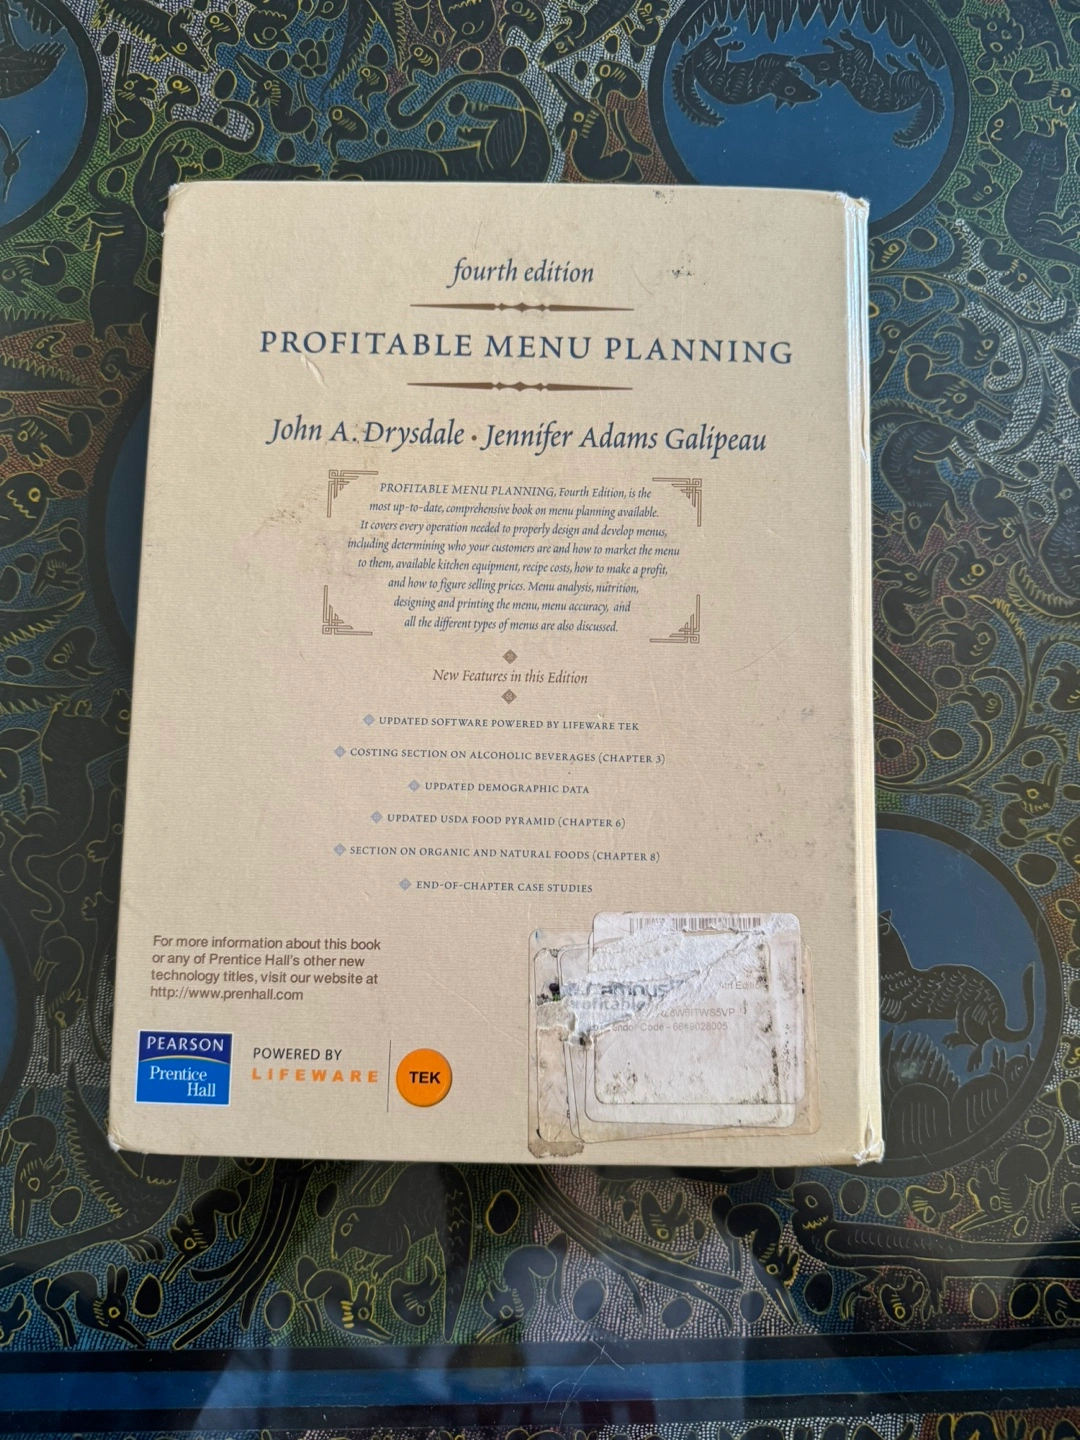 fourth edition
PROFITABLE MENU PLANNING
John A. Drysdale • Jennifer Adams Galipeau
PROFITABLE MENU PLANNING, Fourth Edition, is the
most up-to-date, comprehensive book on menu planning available.
It covers every operation needed to properly design and develop menus,
including determining who your customers are and how to market the menu
to them, available kitchen equipment, recipe costs, how to make a profit,
and how to figure selling prices. Menu analysis, nutrition,
designing and printing the menu, menu accuracy, and
all the different types of menus are also discussed.
New Features in this Edition
UPDATED SOFTWARE POWERED BY LIFEWARE TEK
COSTING SECTION ON ALCOHOLIC BEVERAGES (CHAPTER 3)
UPDATED DEMOGRAPHIC DATA
UPDATED USDA FOOD PYRAMID (CHAPTER 6)
SECTION ON ORGANIC AND NATURAL FOODS (CHAPTER 8)
END-OF-CHAPTER CASE STUDIES
For more information about this book
or any of Prentice Hall's other new
technology titles, visit our website at
http://www.prenhall.com
PEARSON
Prentice
Hall
POWERED BY
LIFEWARE
TEK
Code - 6619028005